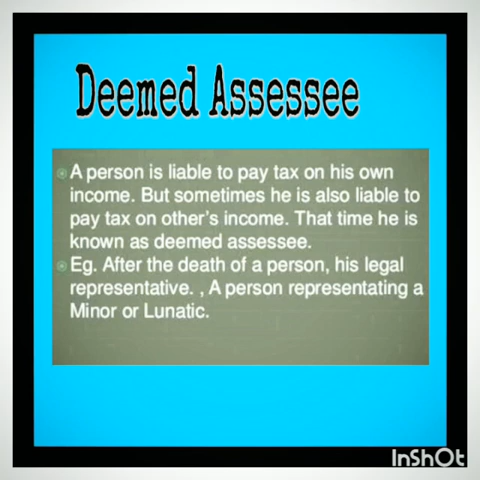 Deemed Assessee
A person is liable to pay tax on his own
income. But sometimes he is also liable to
pay tax on other's income. That time he is
known as deemed assessee.
Eg. After the death of a person, his legal
representative. , A person representating a
Minor or Lunatic.
InShOt